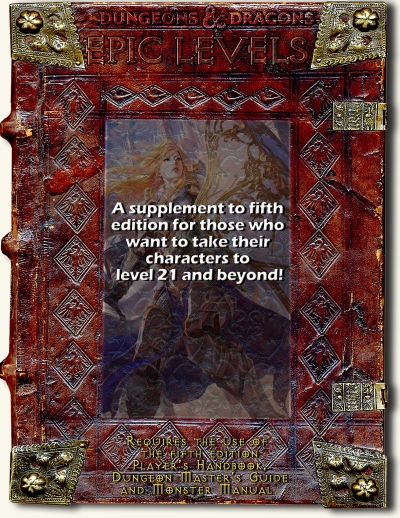 DUNGEONS & DRAGONS
EPIC LEVELS
A supplement to fifth
edition for those who
want to take their
characters to
level 21 and beyond!
Requires the use of
the fifth edition
Player's Handbook,
Dungeon Master's Guide
and Monster Manual